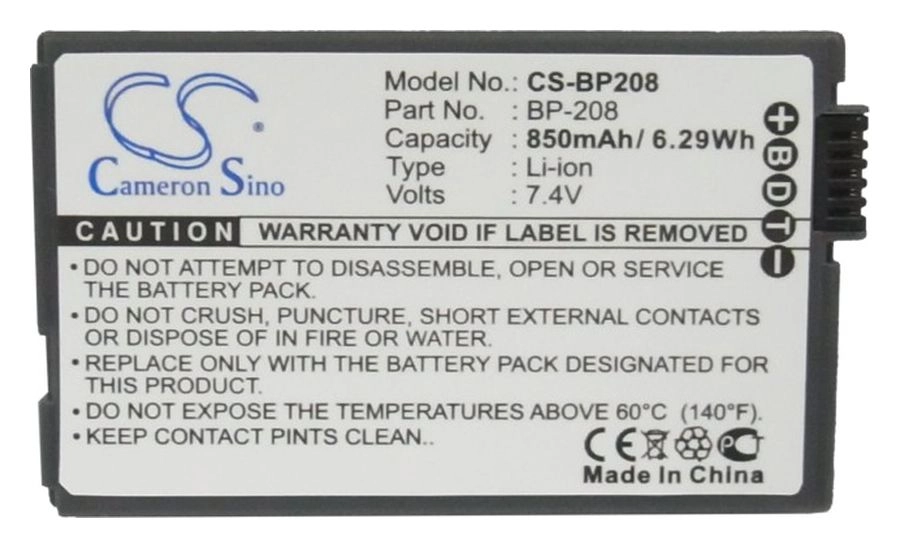 CS®
Cameron Sino
Model No.: CS-BP208
Part No. : BP-208
Capacity : 850mAh/ 6.29Wh
Type : Li-ion
Volts : 7.4V
+
B
D
T
−
CAUTION WARRANTY VOID IF LABEL IS REMOVED
• DO NOT ATTEMPT TO DISASSEMBLE, OPEN OR SERVICE
THE BATTERY PACK.
• DO NOT CRUSH, PUNCTURE, SHORT EXTERNAL CONTACTS
OR DISPOSE OF IN FIRE OR WATER.
• REPLACE ONLY WITH THE BATTERY PACK DESIGNATED FOR
THIS PRODUCT.
• DO NOT EXPOSE THE TEMPERATURES ABOVE 60°C (140°F).
• KEEP CONTACT PINTS CLEAN..
CE
Made In China